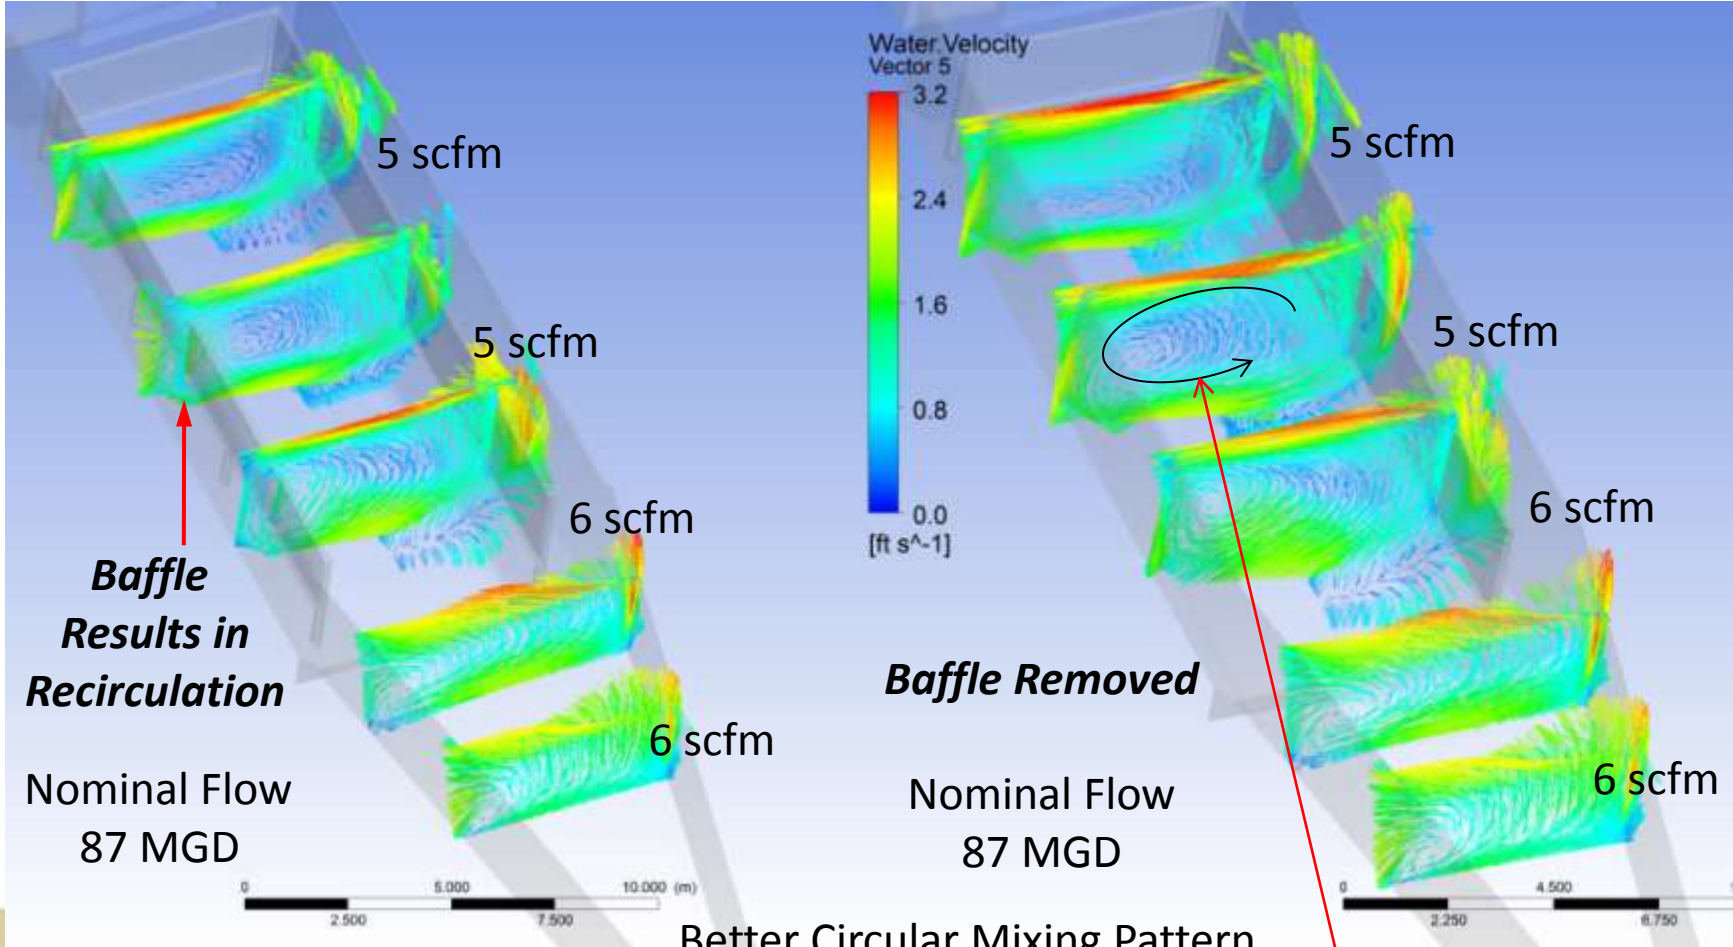 5 scfm
5 scfm
6 scfm
6 scfm
Baffle
Results in
Recirculation
Nominal Flow
87 MGD
0 5.000 10.000 (m)
2.500 7.500
Water.Velocity
Vector 5
3.2
2.4
1.6
0.8
0.0
[ft s^-1]
5 scfm
5 scfm
6 scfm
6 scfm
Baffle Removed
Nominal Flow
87 MGD
0 4.500
2.250 6.750
Better Circular Mixing Pattern